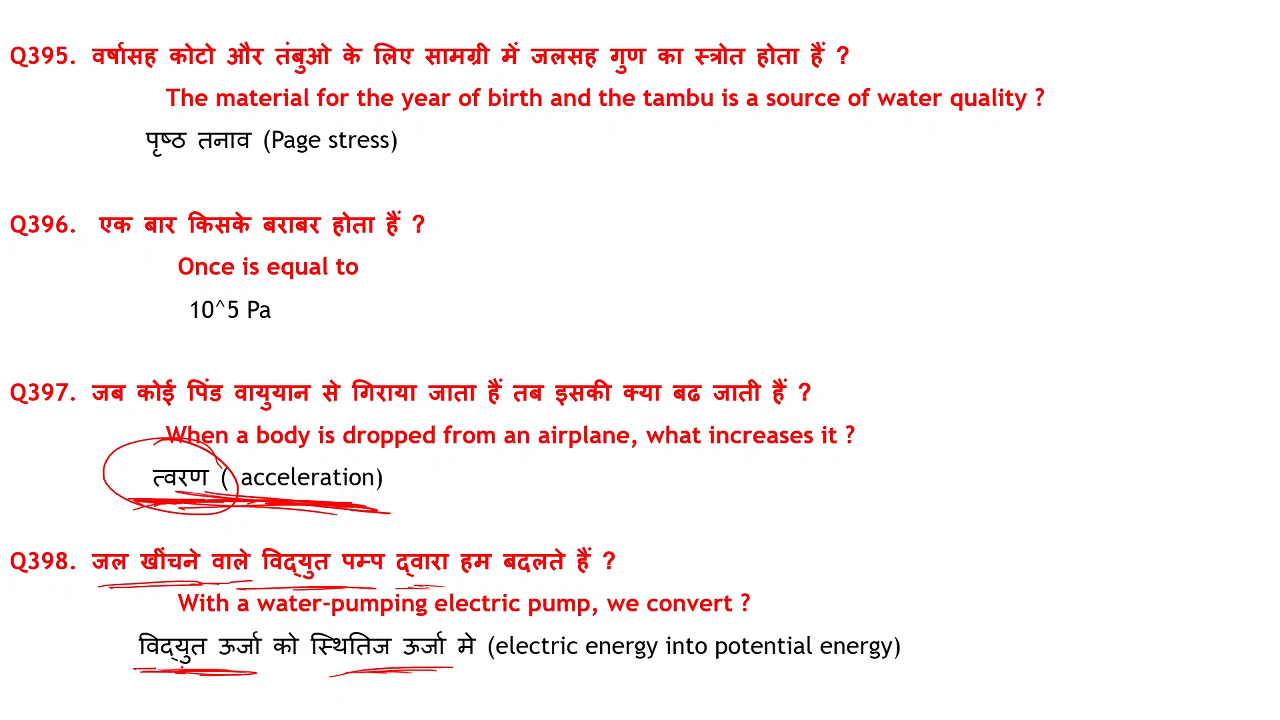 Q395. वर्षासह कोटो और तंबुओ के लिए सामग्री में जलसह गुण का स्त्रोत होता हैं ?
The material for the year of birth and the tambu is a source of water quality ?
पृष्ठ तनाव (Page stress)
Q396. एक बार किसके बराबर होता हैं ?
Once is equal to
10^5 Pa
Q397. जब कोई पिंड वायुयान से गिराया जाता हैं तब इसकी क्या बढ जाती हैं ?
When a body is dropped from an airplane, what increases it ?
त्वरण ( acceleration)
Q398. जल खींचने वाले विद्युत पम्प द्वारा हम बदलते हैं ?
With a water-pumping electric pump, we convert ?
विद्युत ऊर्जा को स्थितिज ऊर्जा मे (electric energy into potential energy)